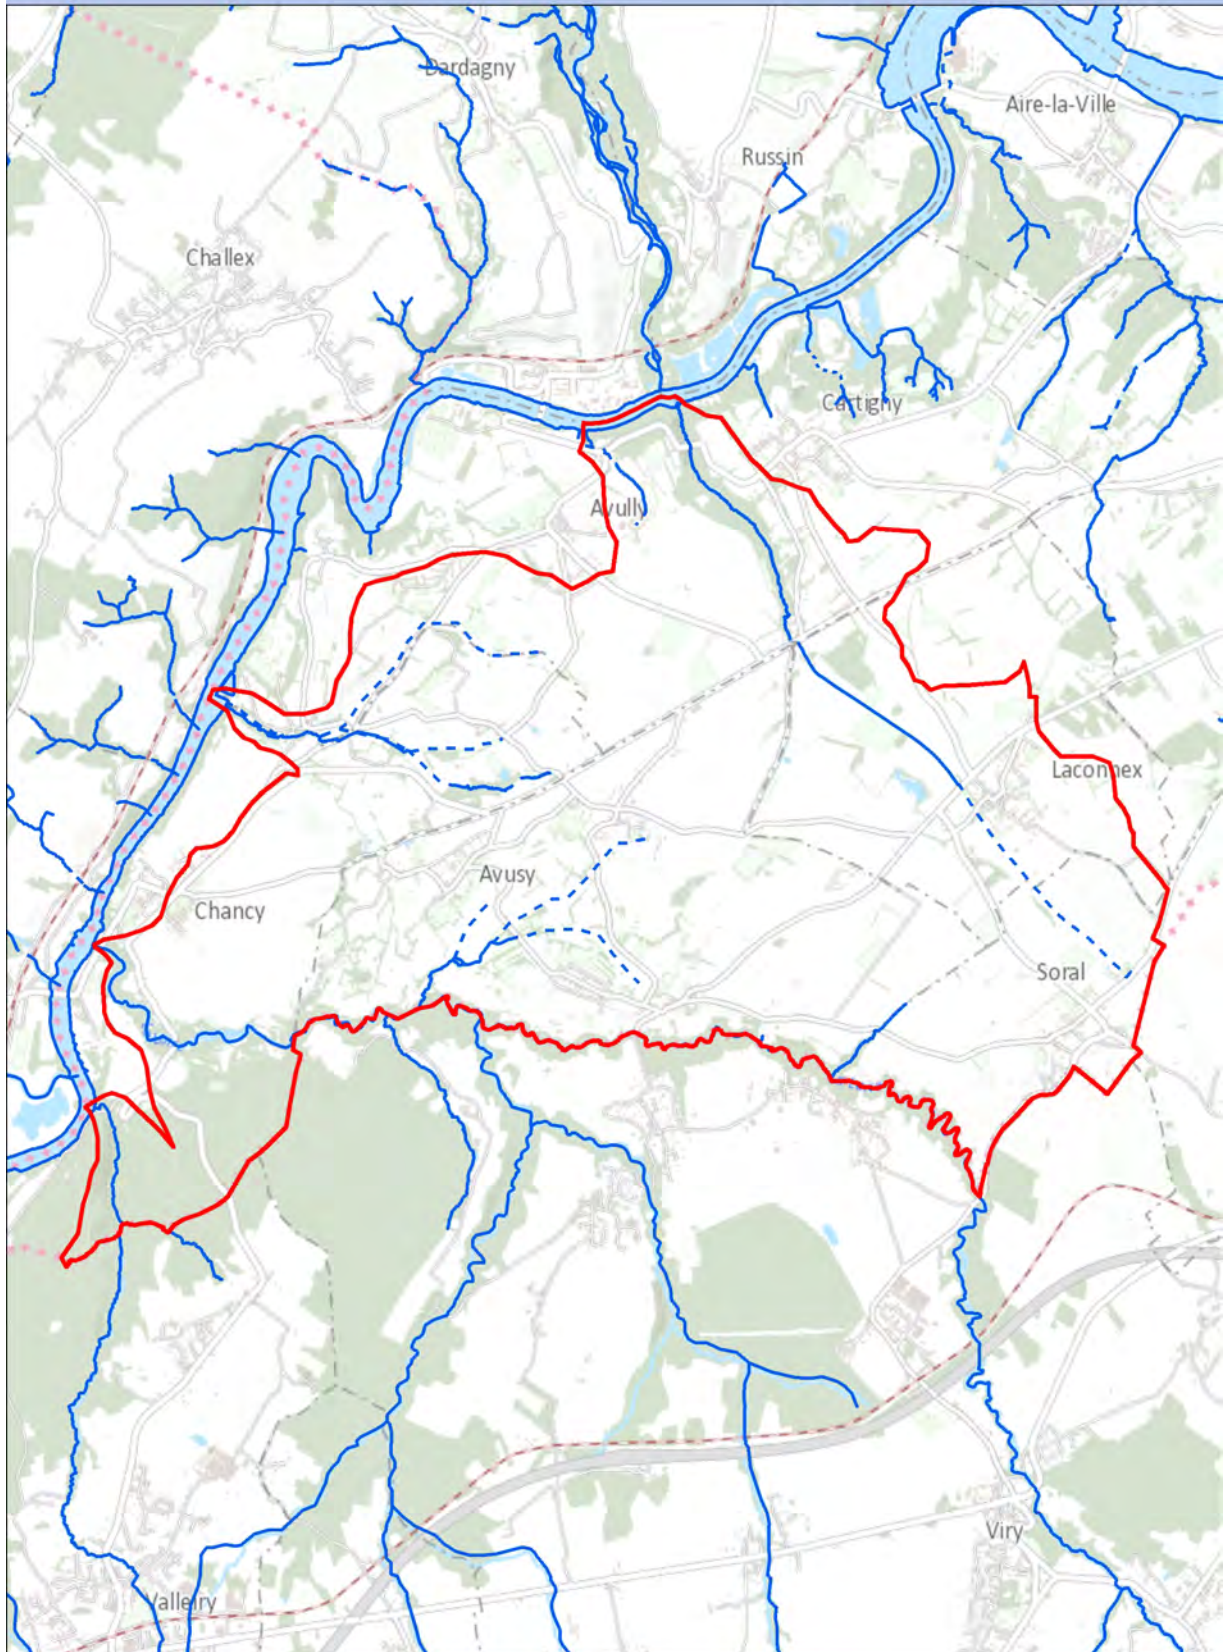 Dardagny
Aire-la-Ville
Russin
Challex
Cartigny
Avully
Laconnex
Avusy
Chancy
Soral
Viry
Valleiry